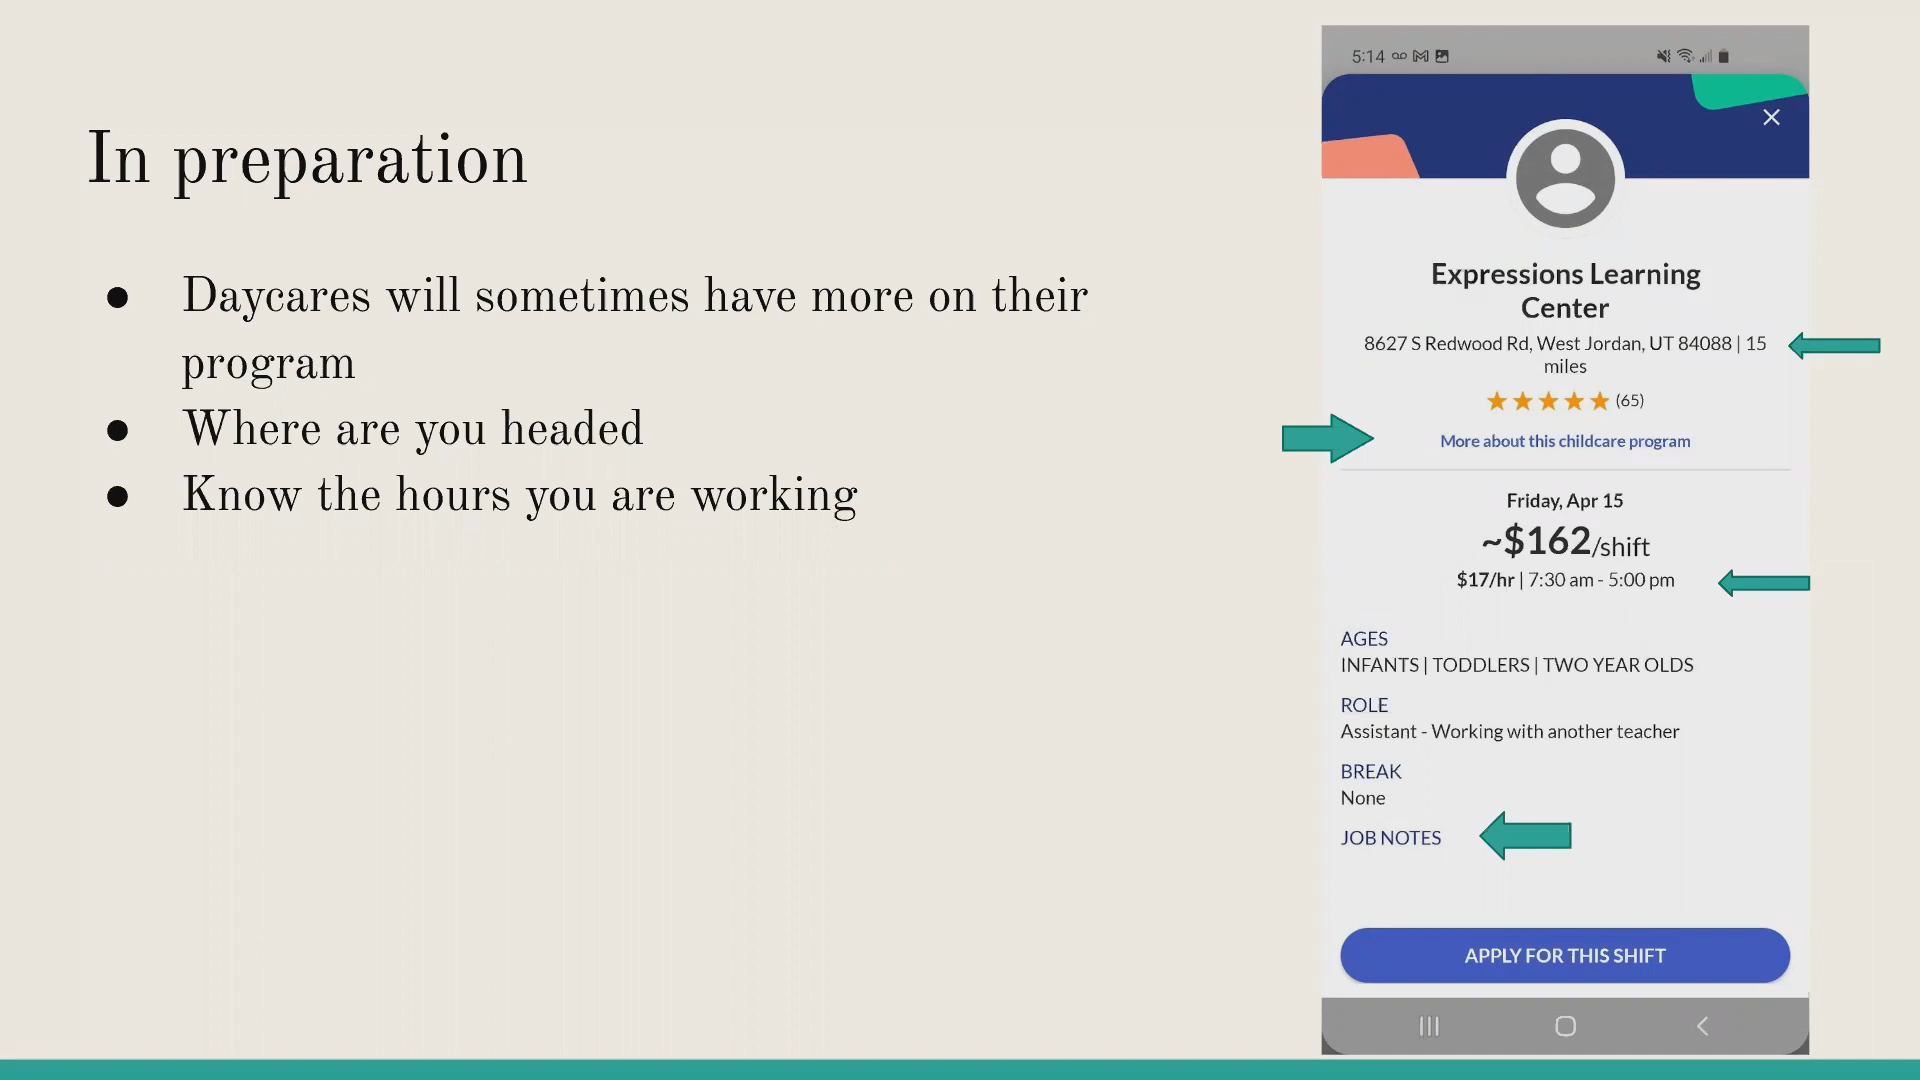 In preparation
● Daycares will sometimes have more on their
program
● Where are you headed
● Know the hours you are working
5:14
Expressions Learning
Center
8627 S Redwood Rd, West Jordan, UT 84088 | 15
miles
(65)
More about this childcare program
Friday, Apr 15
~$162/shift
$17/hr | 7:30 am - 5:00 pm
AGES
INFANTS | TODDLERS | TWO YEAR OLDS
ROLE
Assistant - Working with another teacher
BREAK
None
JOB NOTES
APPLY FOR THIS SHIFT